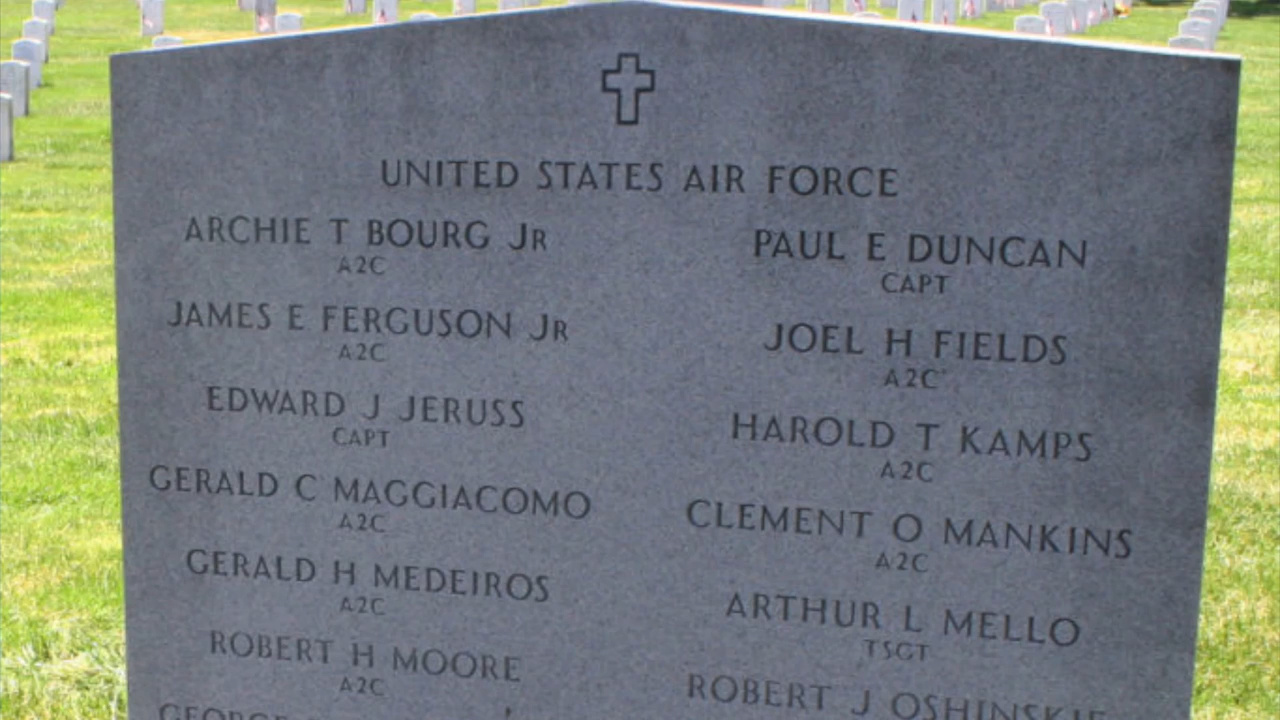 UNITED STATES AIR FORCE
ARCHIE T BOURG JR
A2C
JAMES E FERGUSON JR
A2C
EDWARD J JERUSS
CAPT
GERALD C MAGGIACOMO
A2C
GERALD H MEDEIROS
A2C
ROBERT H MOORE
A2C
PAUL E DUNCAN
CAPT
JOEL H FIELDS
A2C
HAROLD T KAMPS
A2C
CLEMENT O MANKINS
A2C
ARTHUR L MELLO
TSGT
ROBERT J OSHINSKIE